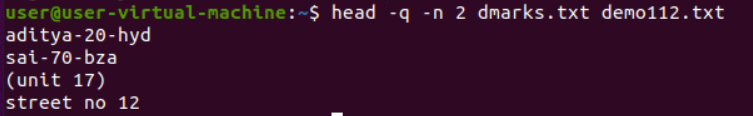 user@user-virtual-machine:~$ head -q -n 2 dmarks.txt demo112.txt
aditya-20-hyd
sai-70-bza
(unit 17)
street no 12